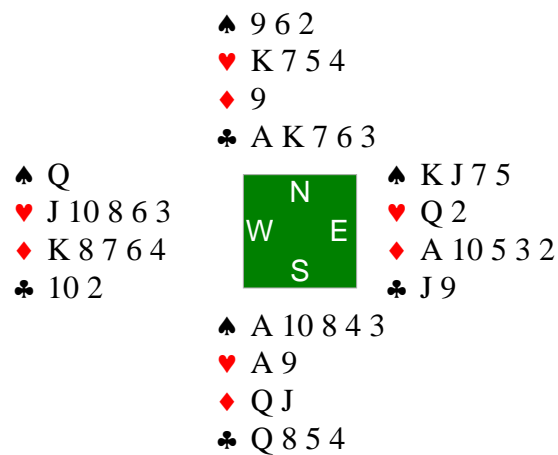 ♠ 9 6 2
♥ K 7 5 4
♦ 9
♣ A K 7 6 3
♠ Q
♥ J 10 8 6 3
♦ K 8 7 6 4
♣ 10 2
N
W E
S
♠ K J 7 5
♥ Q 2
♦ A 10 5 3 2
♣ J 9
♠ A 10 8 4 3
♥ A 9
♦ Q J
♣ Q 8 5 4